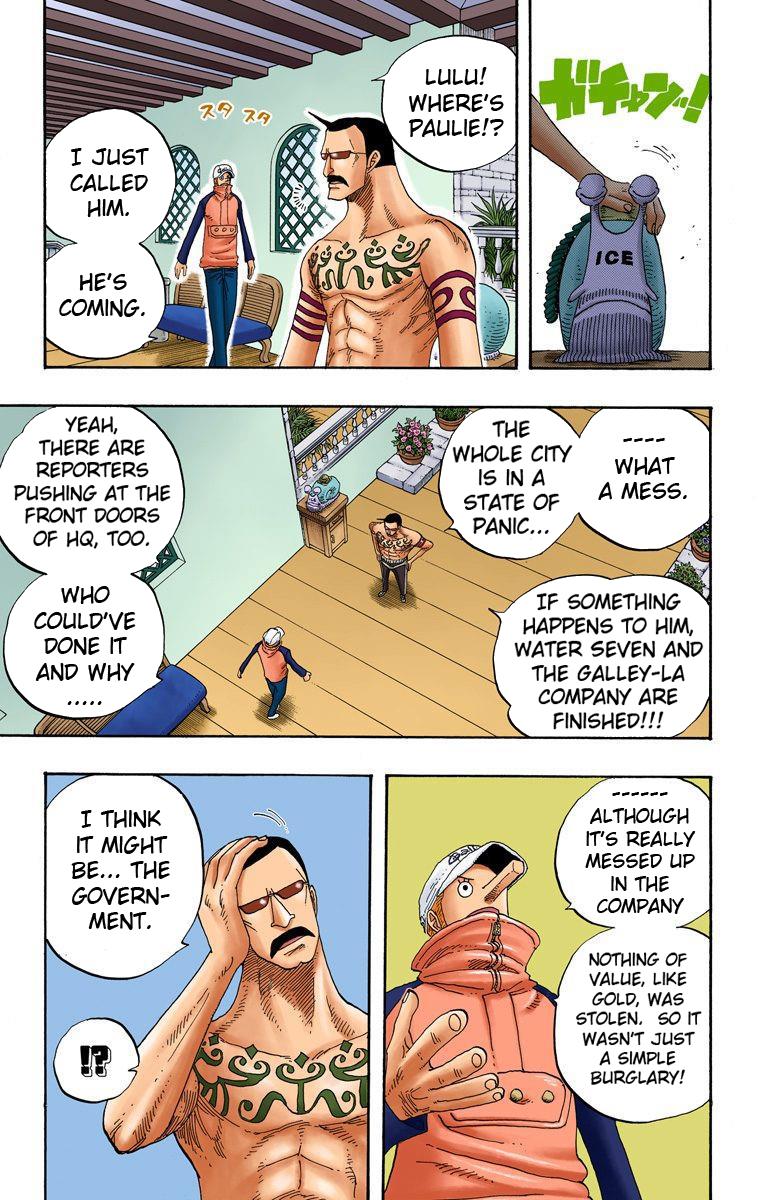 ガチャンッ!
ICE
LULU!
WHERE'S
PAULIE!?
スタ スタ
I JUST
CALLED
HIM.
HE'S
COMING.
----
WHAT
A MESS.
THE
WHOLE CITY
IS IN A
STATE OF
PANIC...
IF SOMETHING
HAPPENS TO HIM,
WATER SEVEN AND
THE GALLEY-LA
COMPANY ARE
FINISHED!!!
YEAH,
THERE ARE
REPORTERS
PUSHING AT THE
FRONT DOORS
OF HQ, TOO.
WHO
COULD'VE
DONE IT
AND WHY
.....
------
ALTHOUGH
IT'S REALLY
MESSED UP
IN THE
COMPANY
NOTHING OF
VALUE, LIKE
GOLD, WAS
STOLEN. SO IT
WASN'T JUST
A SIMPLE
BURGLARY!
I THINK
IT MIGHT
BE... THE
GOVERN-
MENT.
!?